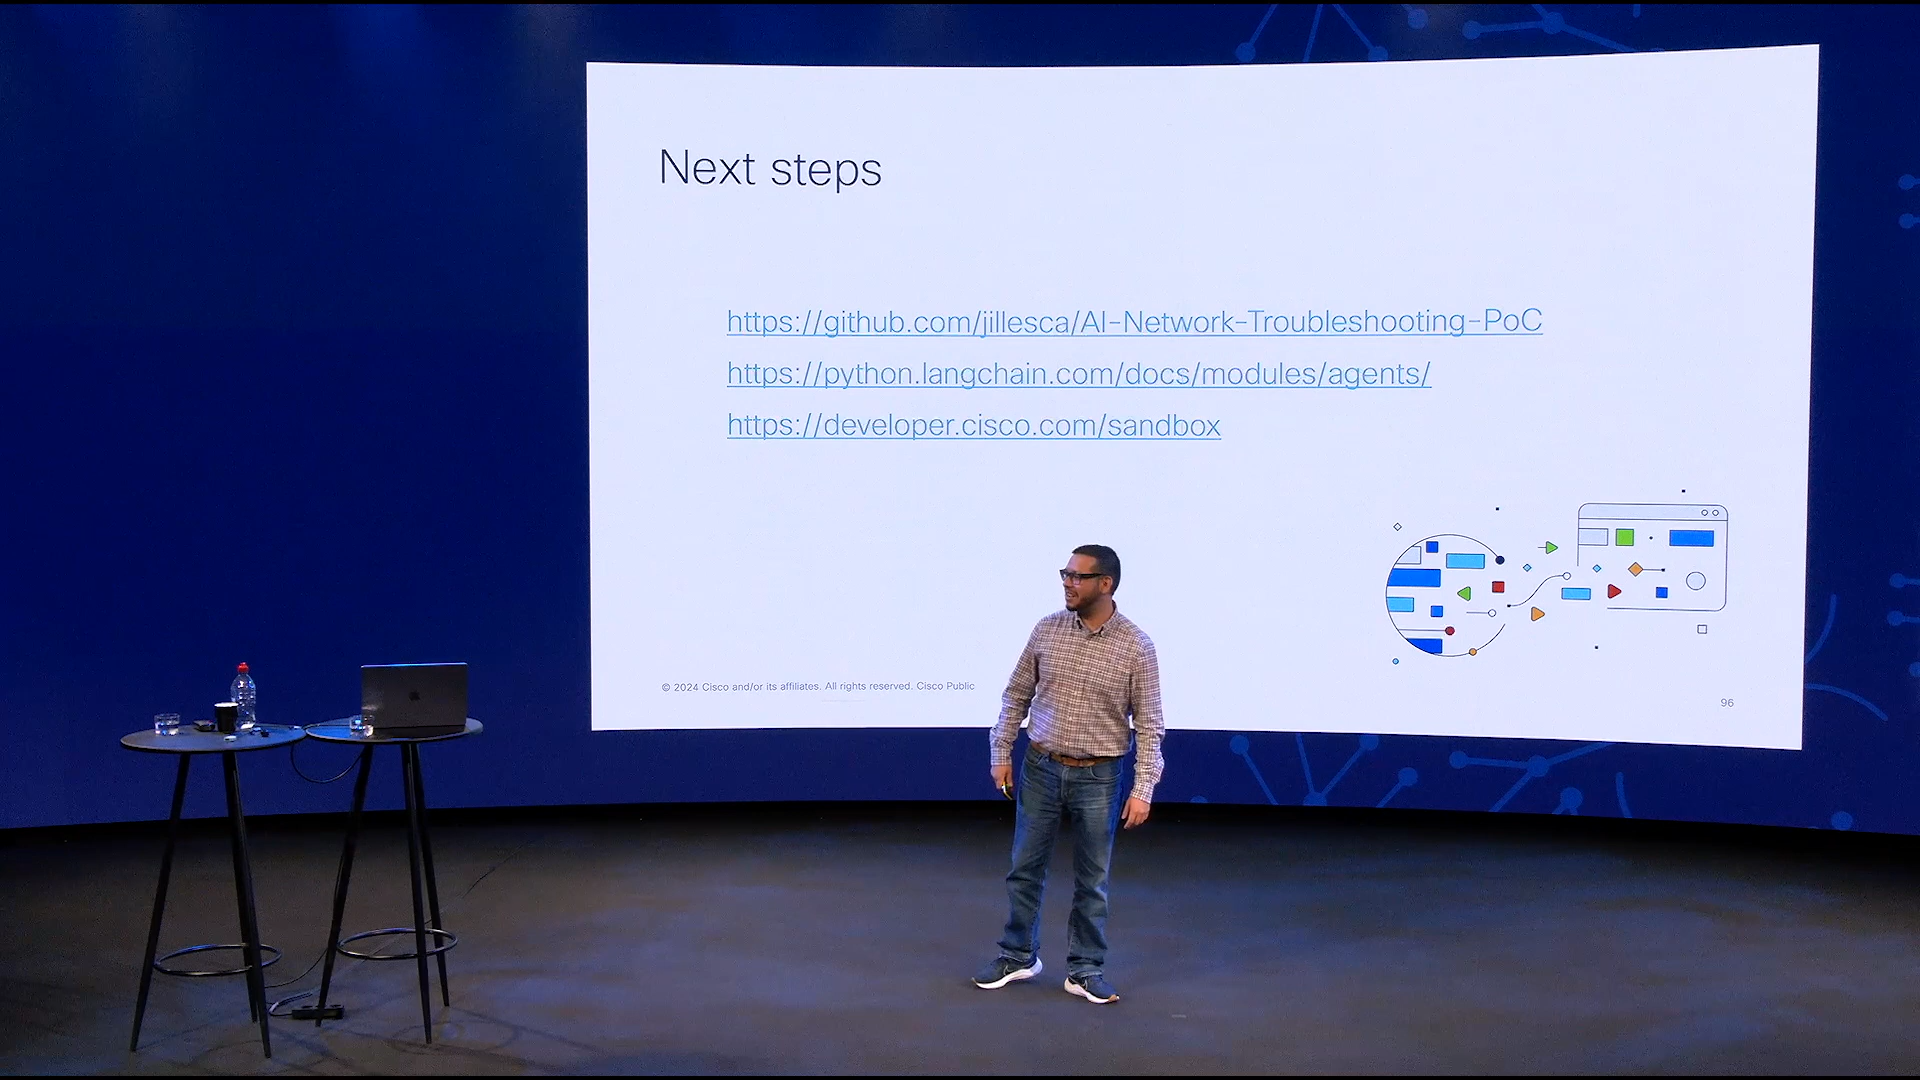 Next steps
https://github.com/jillesca/AI-Network-Troubleshooting-PoC
https://python.langchain.com/docs/modules/agents/
https://developer.cisco.com/sandbox
© 2024 Cisco and/or its affiliates. All rights reserved. Cisco Public
96